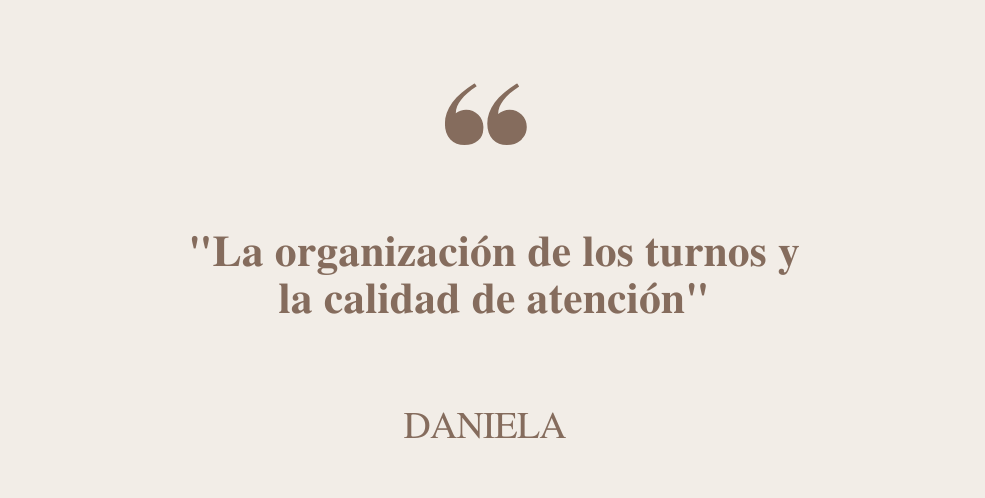 “
"La organización de los turnos y
la calidad de atención"
DANIELA